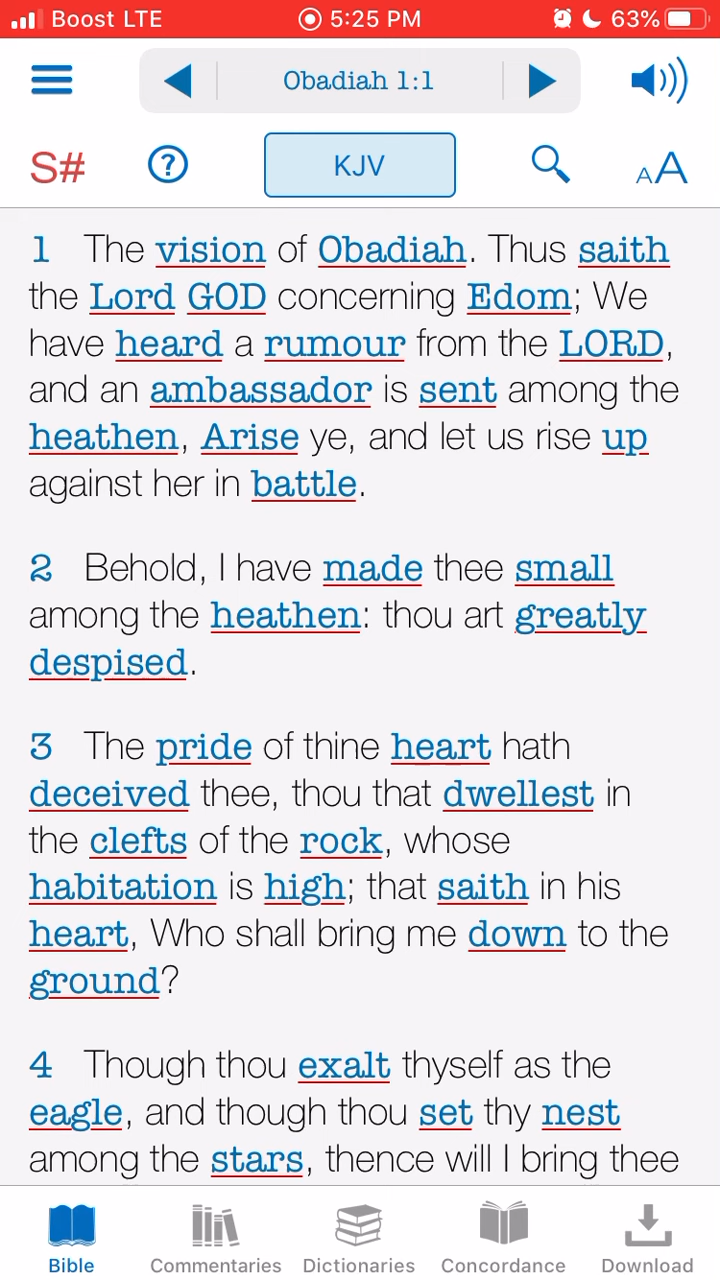 Boost LTE 5:25 PM 63%
Obadiah 1:1
S# ? KJV AA
1 The vision of Obadiah. Thus saith
the Lord GOD concerning Edom; We
have heard a rumour from the LORD,
and an ambassador is sent among the
heathen, Arise ye, and let us rise up
against her in battle.
2 Behold, I have made thee small
among the heathen: thou art greatly
despised.
3 The pride of thine heart hath
deceived thee, thou that dwellest in
the clefts of the rock, whose
habitation is high; that saith in his
heart, Who shall bring me down to the
ground?
4 Though thou exalt thyself as the
eagle, and though thou set thy nest
among the stars, thence will I bring thee
Bible Commentaries Dictionaries Concordance Download